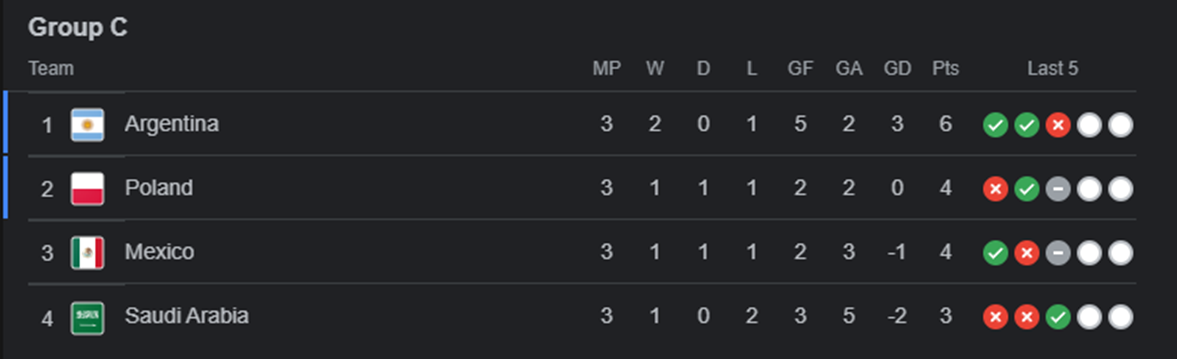 Group C
Team MP W D L GF GA GD Pts Last 5
1 Argentina 3 2 0 1 5 2 3 6
2 Poland 3 1 1 1 2 2 0 4
3 Mexico 3 1 1 1 2 3 -1 4
4 Saudi Arabia 3 1 0 2 3 5 -2 3